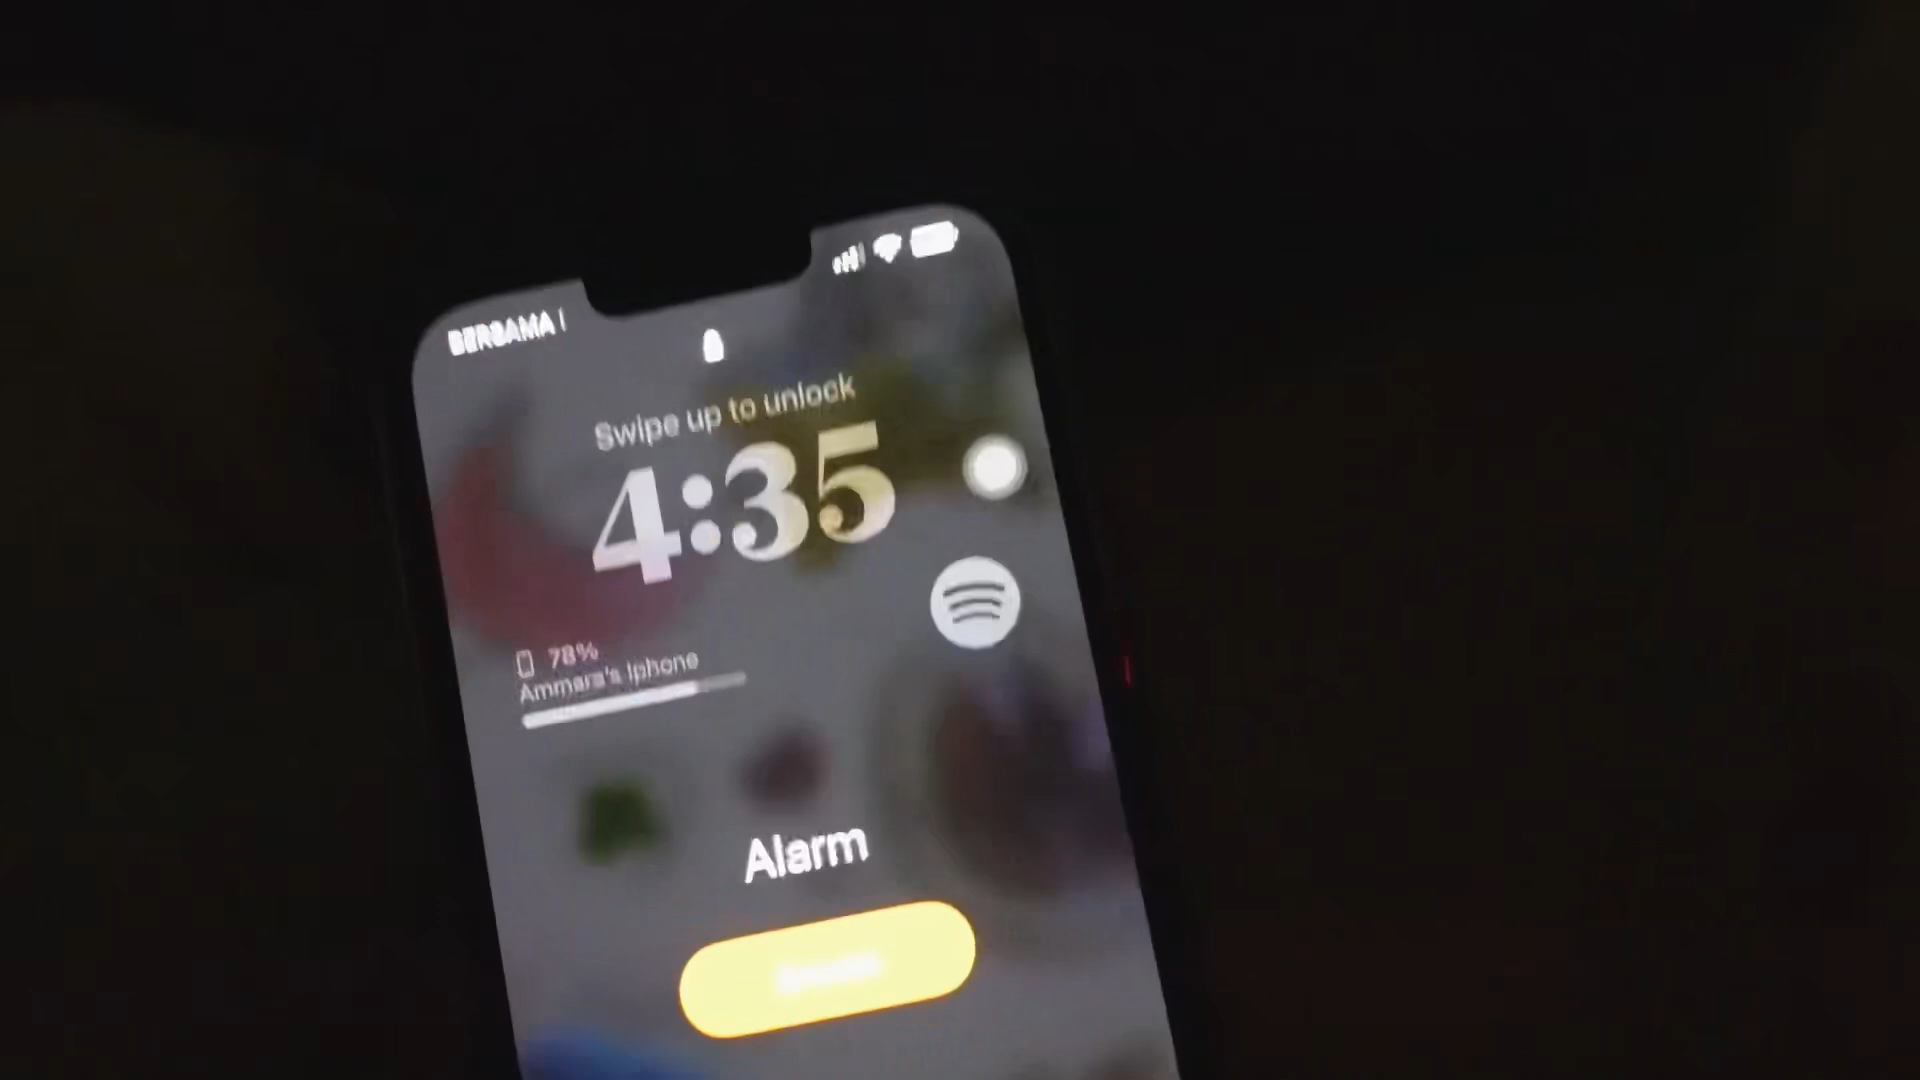 BERSAMA
Swipe up to unlock
4:35
78%
Ammara's Iphone
Alarm